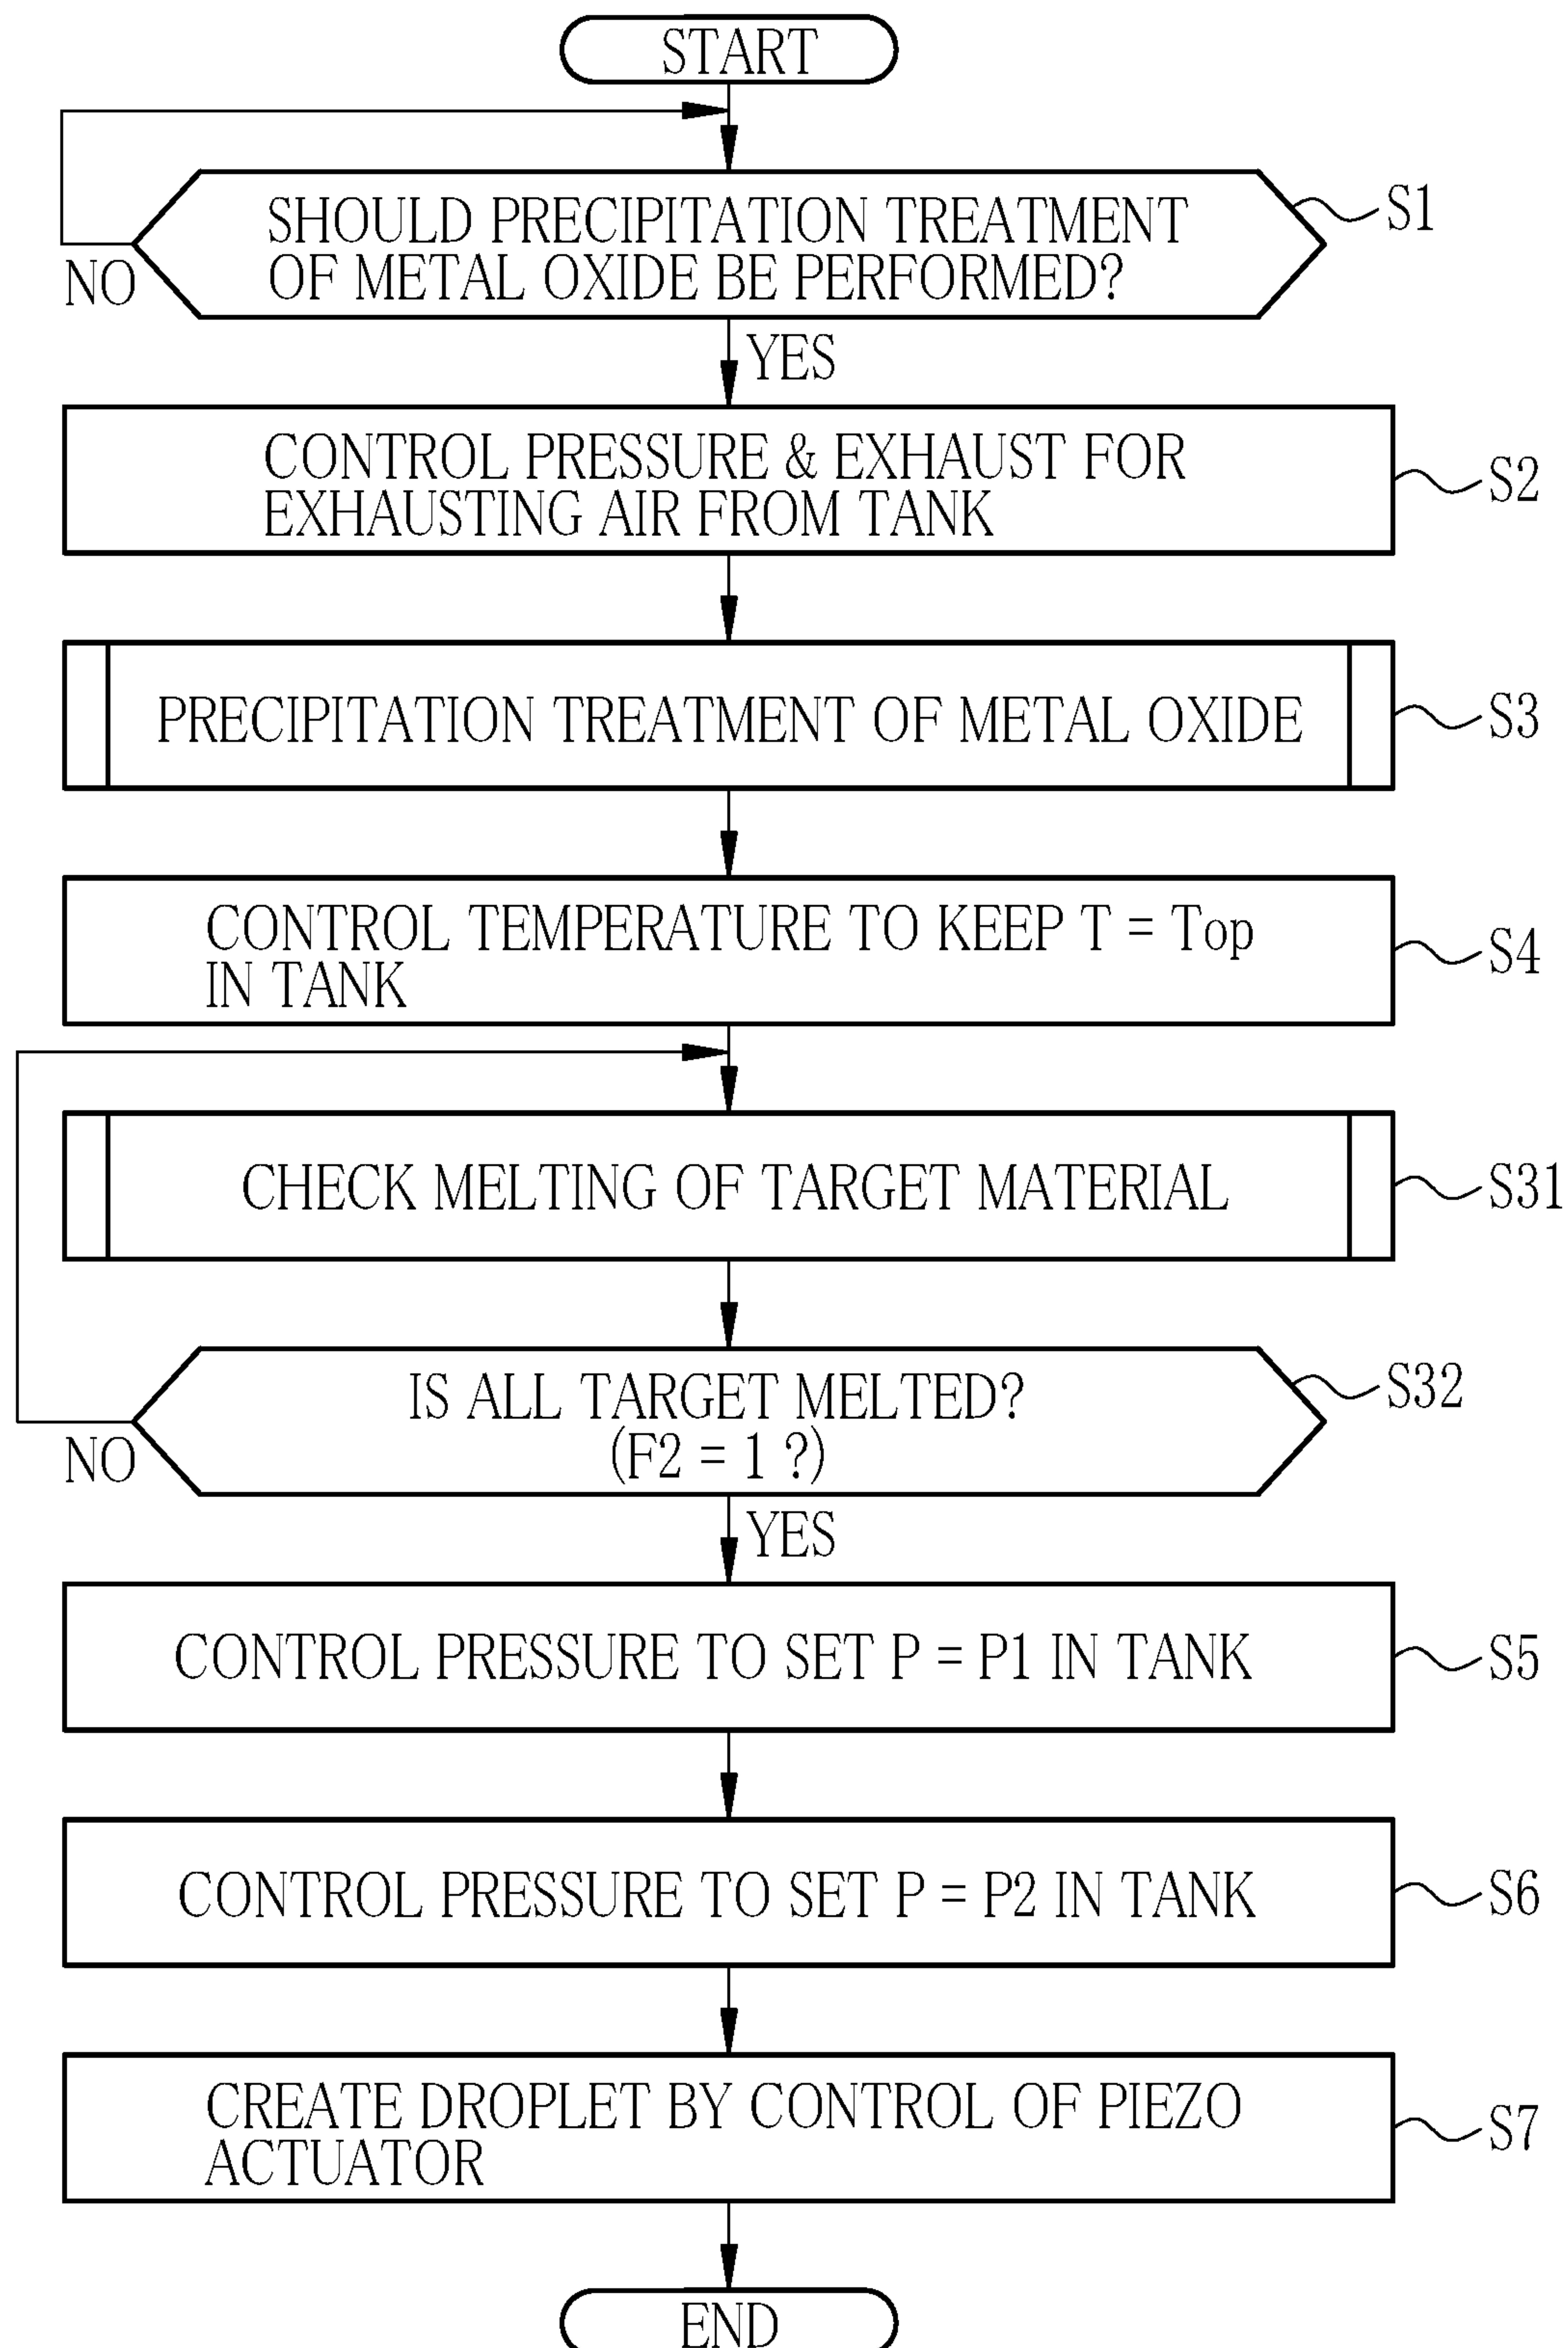 START
SHOULD PRECIPITATION TREATMENT
OF METAL OXIDE BE PERFORMED?
S1
NO
YES
CONTROL PRESSURE & EXHAUST FOR
EXHAUSTING AIR FROM TANK
S2
PRECIPITATION TREATMENT OF METAL OXIDE
S3
CONTROL TEMPERATURE TO KEEP T = Top
IN TANK
S4
CHECK MELTING OF TARGET MATERIAL
S31
IS ALL TARGET MELTED?
(F2 = 1 ?)
S32
NO
YES
CONTROL PRESSURE TO SET P = P1 IN TANK
S5
CONTROL PRESSURE TO SET P = P2 IN TANK
S6
CREATE DROPLET BY CONTROL OF PIEZO
ACTUATOR
S7
END